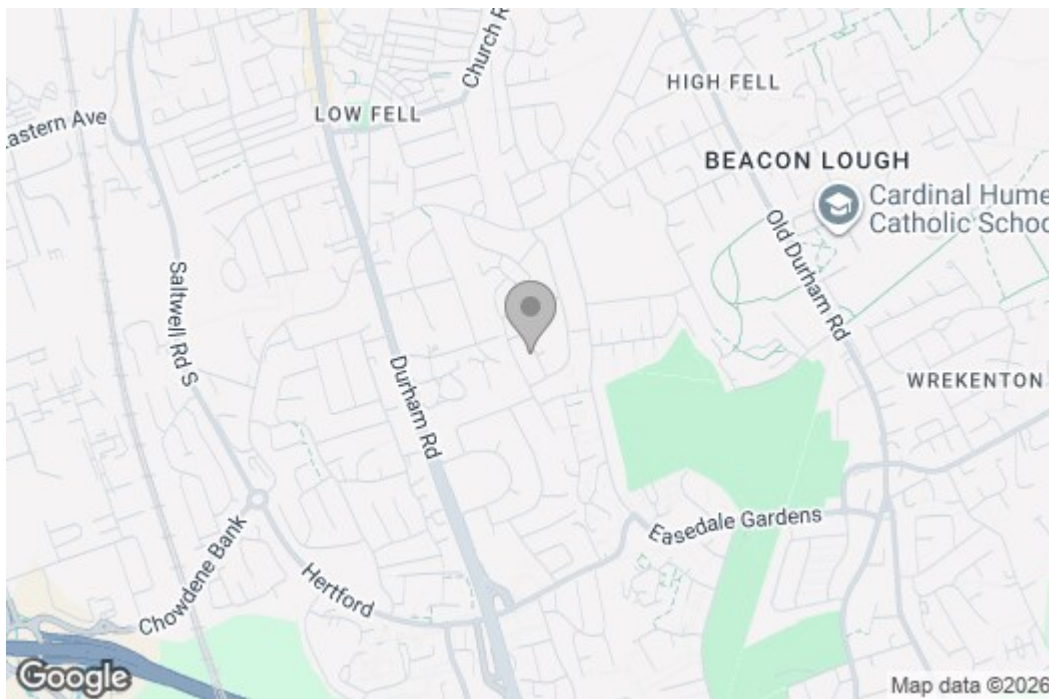 Church R
HIGH FELL
LOW FELL
astern Ave
BEACON LOUGH
Cardinal Hume
Catholic Schoo
Old Durham Rd
Saltwell Rd S
Durham Rd
WREKENTON
Easedale Gardens
Chowdene Bank
Hertford
Google
Map data ©2026